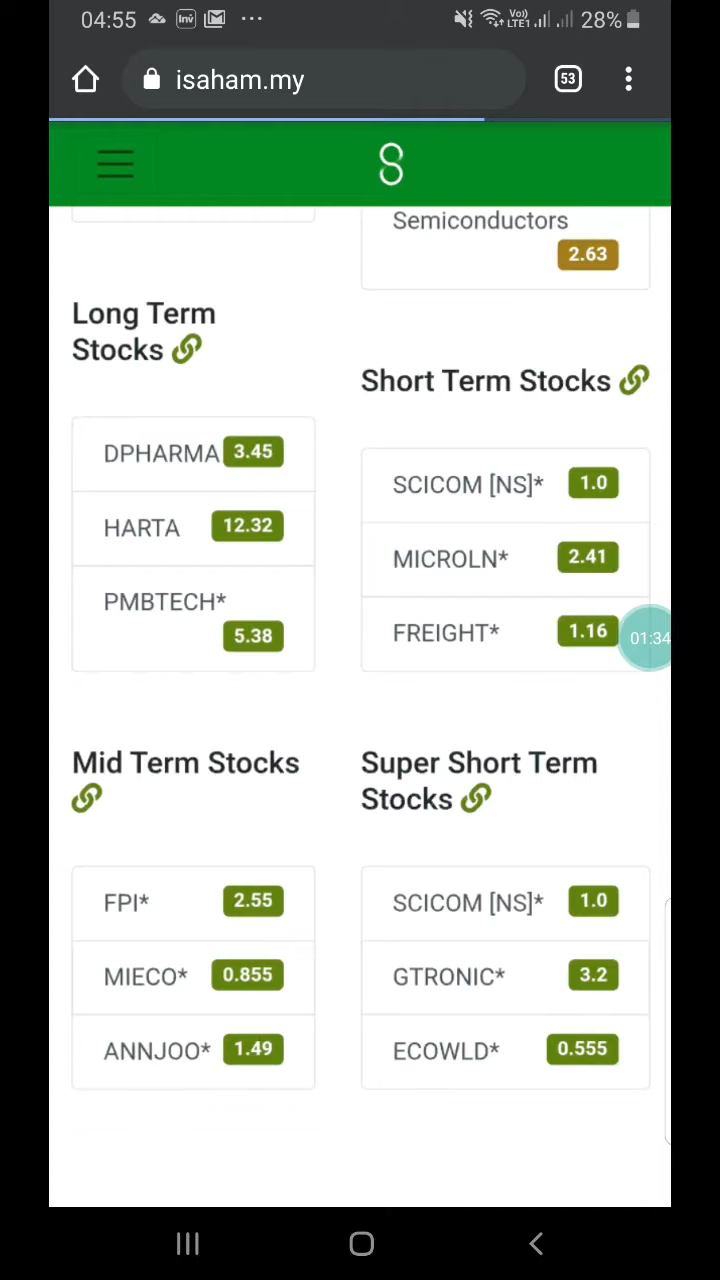 04:55
Inv
Vo))
LTE1
28%
isaham.my
53
Semiconductors
2.63
Long Term
Stocks
DPHARMA 3.45
HARTA 12.32
PMBTECH*
5.38
Short Term Stocks
SCICOM [NS]* 1.0
MICROLN* 2.41
FREIGHT* 1.16
01:34
Mid Term Stocks
FPI* 2.55
MIECO* 0.855
ANNJOO* 1.49
Super Short Term
Stocks
SCICOM [NS]* 1.0
GTRONIC* 3.2
ECOWLD* 0.555